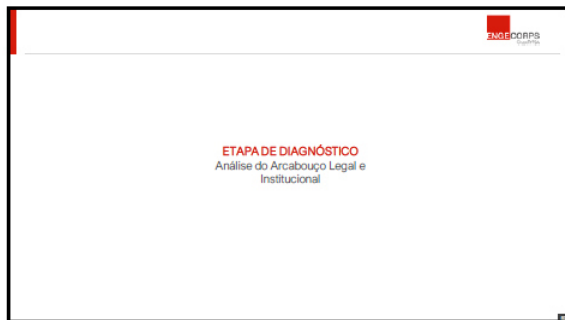 ENGECORPS
ETAPA DE DIAGNÓSTICO
Análise do Arcabouço Legal e
Institucional